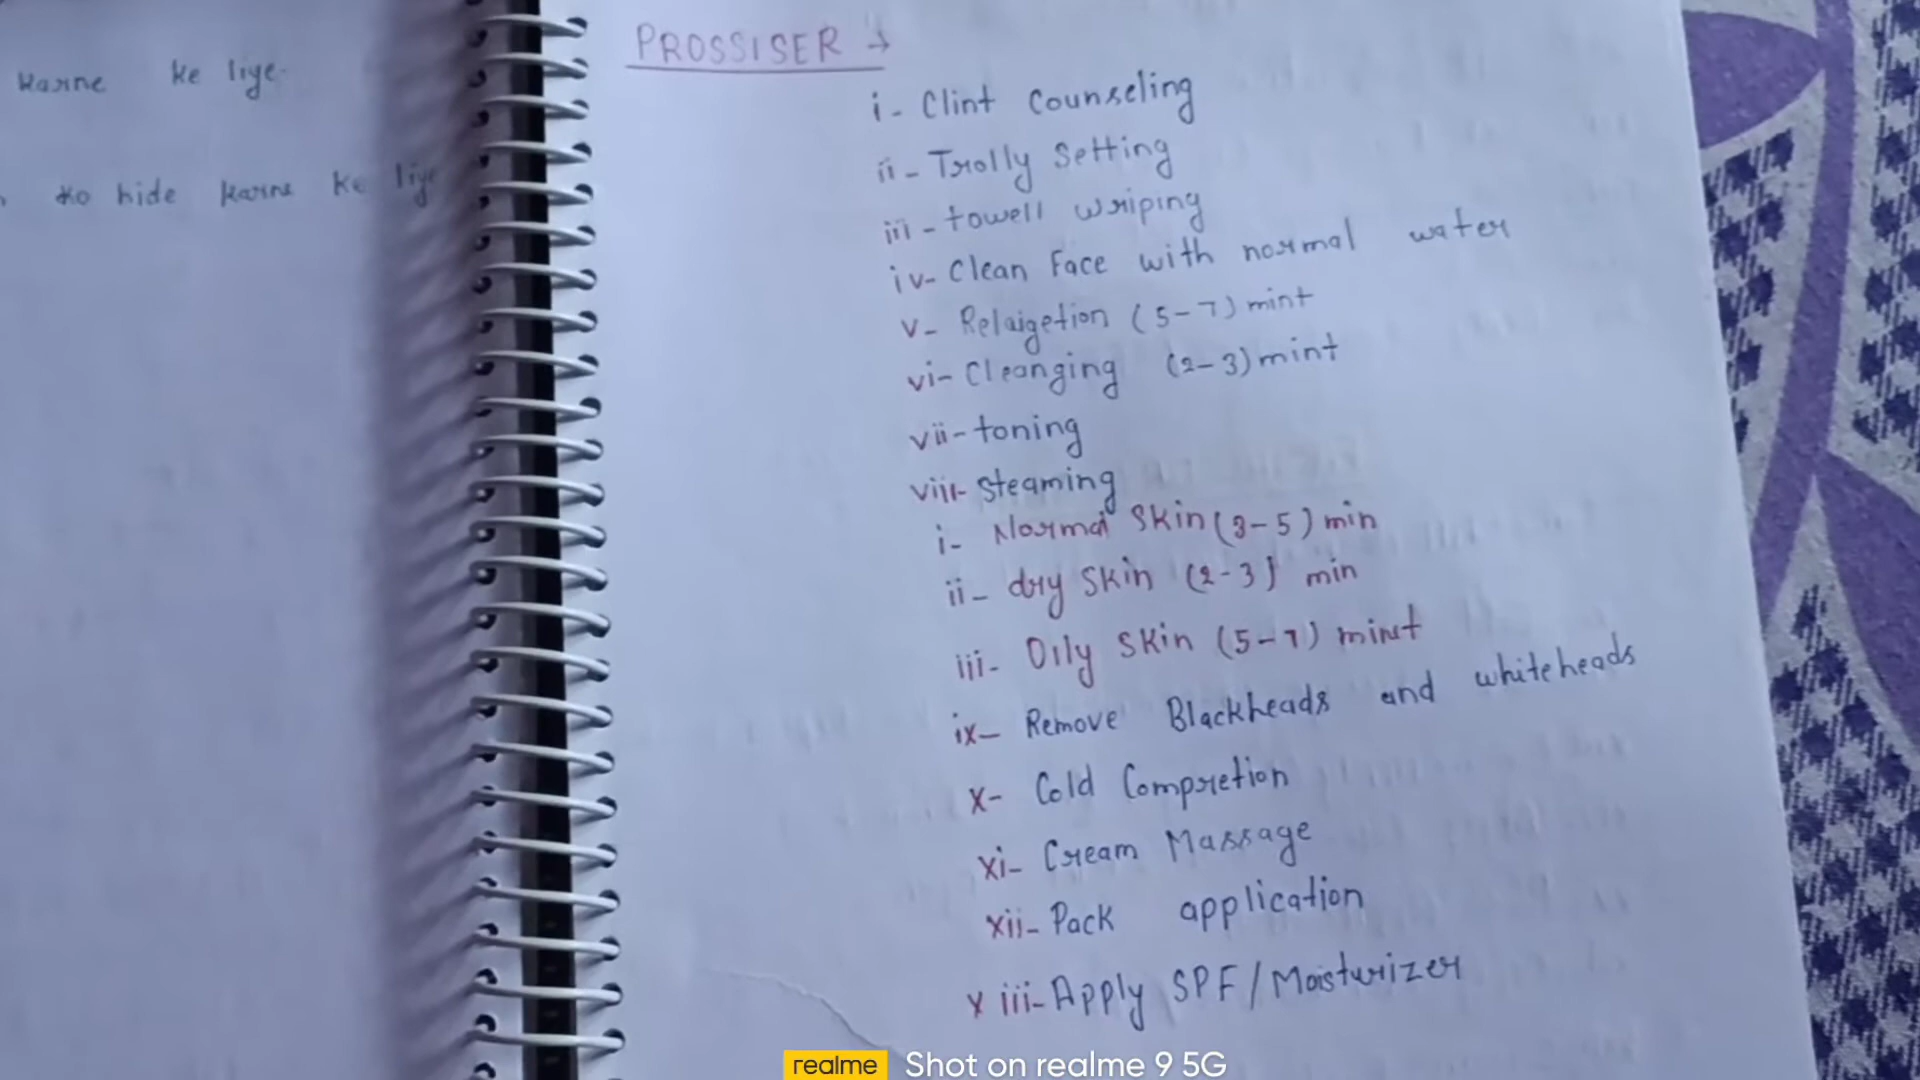 karne ke liye.
ko hide karne ke liye
PROSSISER →
i- Clint Counseling
ii- Trolly Setting
iii- towell wriping
iv- Clean Face with normal water
v- Relaigetion (5-7) mint
vi- Cleanging (2-3) mint
vii- toning
viii- Steaming
i- Normal Skin (3-5) min
ii- dry Skin (2-3) min
iii- Oily Skin (5-7) mint
ix- Remove Blackheads and whiteheads
x- Cold Compretion
xi- Cream Massage
xii- Pack application
xiii- Apply SPF/Moisturizer
realme Shot on realme 9 5G